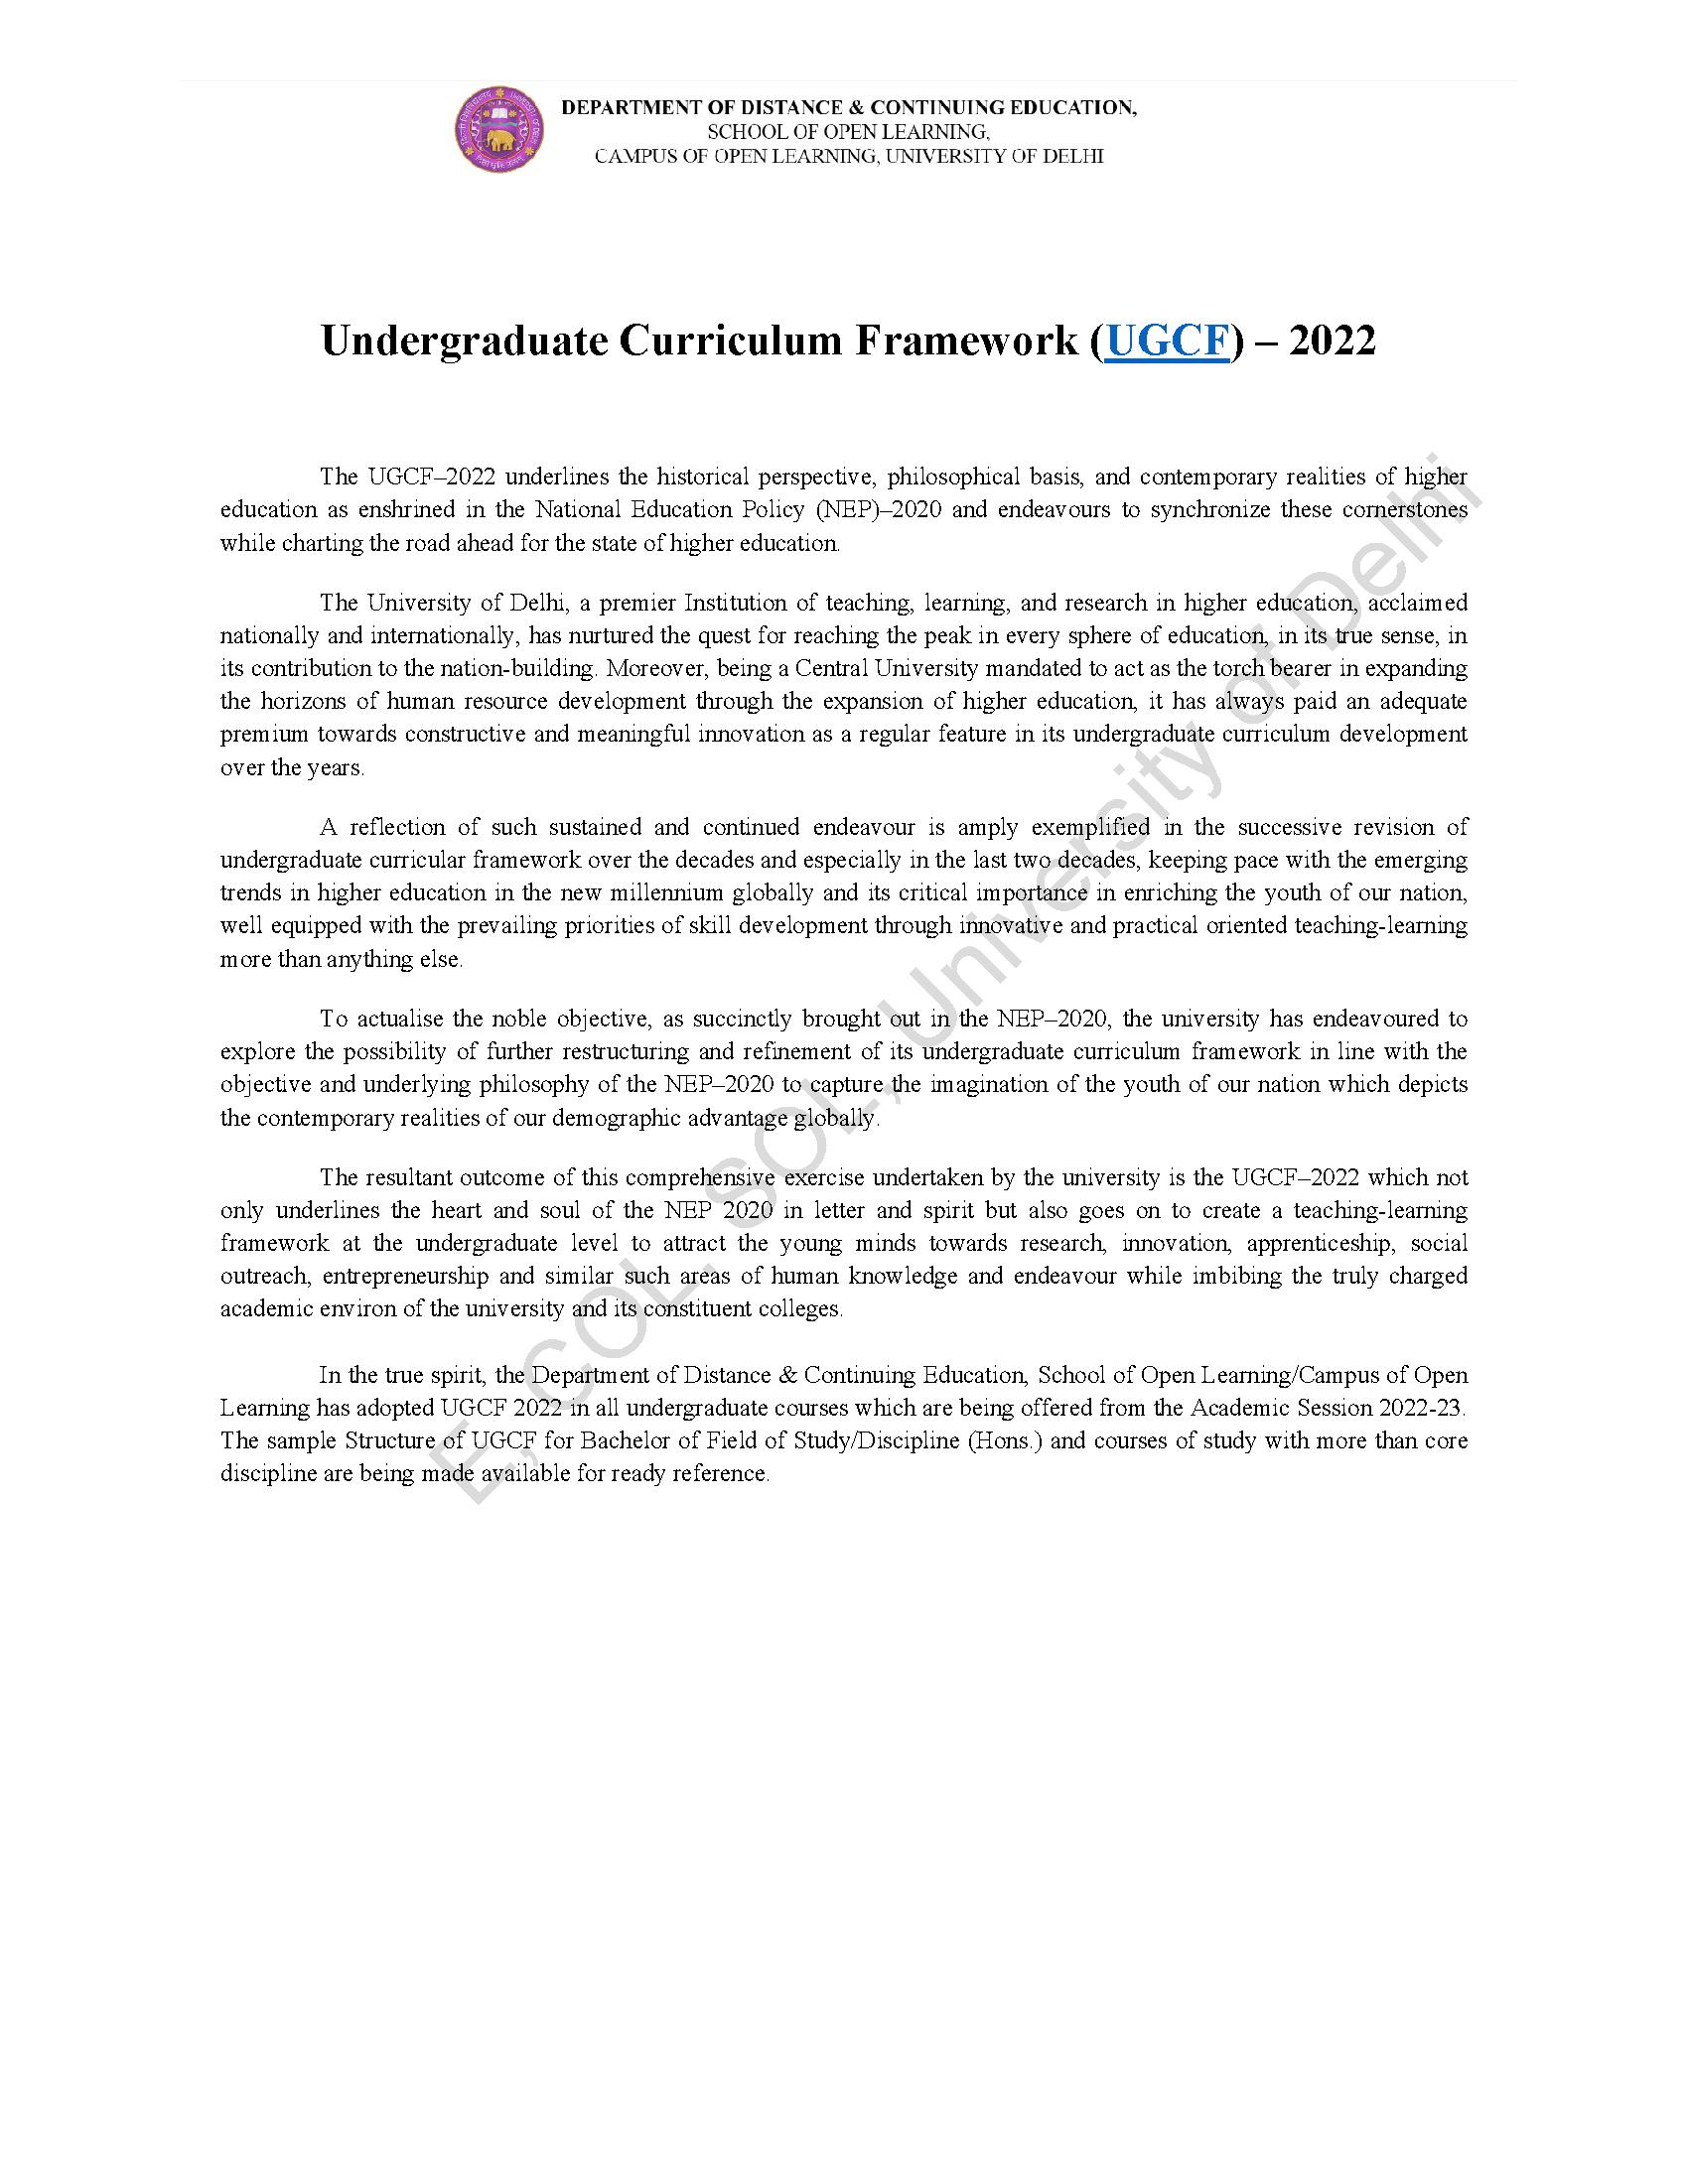 DEPARTMENT OF DISTANCE & CONTINUING EDUCATION,
SCHOOL OF OPEN LEARNING,
CAMPUS OF OPEN LEARNING, UNIVERSITY OF DELHI
Undergraduate Curriculum Framework (UGCF) – 2022
The UGCF–2022 underlines the historical perspective, philosophical basis, and contemporary realities of higher
education as enshrined in the National Education Policy (NEP)–2020 and endeavours to synchronize these cornerstones
while charting the road ahead for the state of higher education.
The University of Delhi, a premier Institution of teaching, learning, and research in higher education, acclaimed
nationally and internationally, has nurtured the quest for reaching the peak in every sphere of education, in its true sense, in
its contribution to the nation-building. Moreover, being a Central University mandated to act as the torch bearer in expanding
the horizons of human resource development through the expansion of higher education, it has always paid an adequate
premium towards constructive and meaningful innovation as a regular feature in its undergraduate curriculum development
over the years.
A reflection of such sustained and continued endeavour is amply exemplified in the successive revision of
undergraduate curricular framework over the decades and especially in the last two decades, keeping pace with the emerging
trends in higher education in the new millennium globally and its critical importance in enriching the youth of our nation,
well equipped with the prevailing priorities of skill development through innovative and practical oriented teaching-learning
more than anything else.
To actualise the noble objective, as succinctly brought out in the NEP–2020, the university has endeavoured to
explore the possibility of further restructuring and refinement of its undergraduate curriculum framework in line with the
objective and underlying philosophy of the NEP–2020 to capture the imagination of the youth of our nation which depicts
the contemporary realities of our demographic advantage globally.
The resultant outcome of this comprehensive exercise undertaken by the university is the UGCF–2022 which not
only underlines the heart and soul of the NEP 2020 in letter and spirit but also goes on to create a teaching-learning
framework at the undergraduate level to attract the young minds towards research, innovation, apprenticeship, social
outreach, entrepreneurship and similar such areas of human knowledge and endeavour while imbibing the truly charged
academic environ of the university and its constituent colleges.
In the true spirit, the Department of Distance & Continuing Education, School of Open Learning/Campus of Open
Learning has adopted UGCF 2022 in all undergraduate courses which are being offered from the Academic Session 2022-23.
The sample Structure of UGCF for Bachelor of Field of Study/Discipline (Hons.) and courses of study with more than core
discipline are being made available for ready reference.
E, COL, SOL, University of Delhi